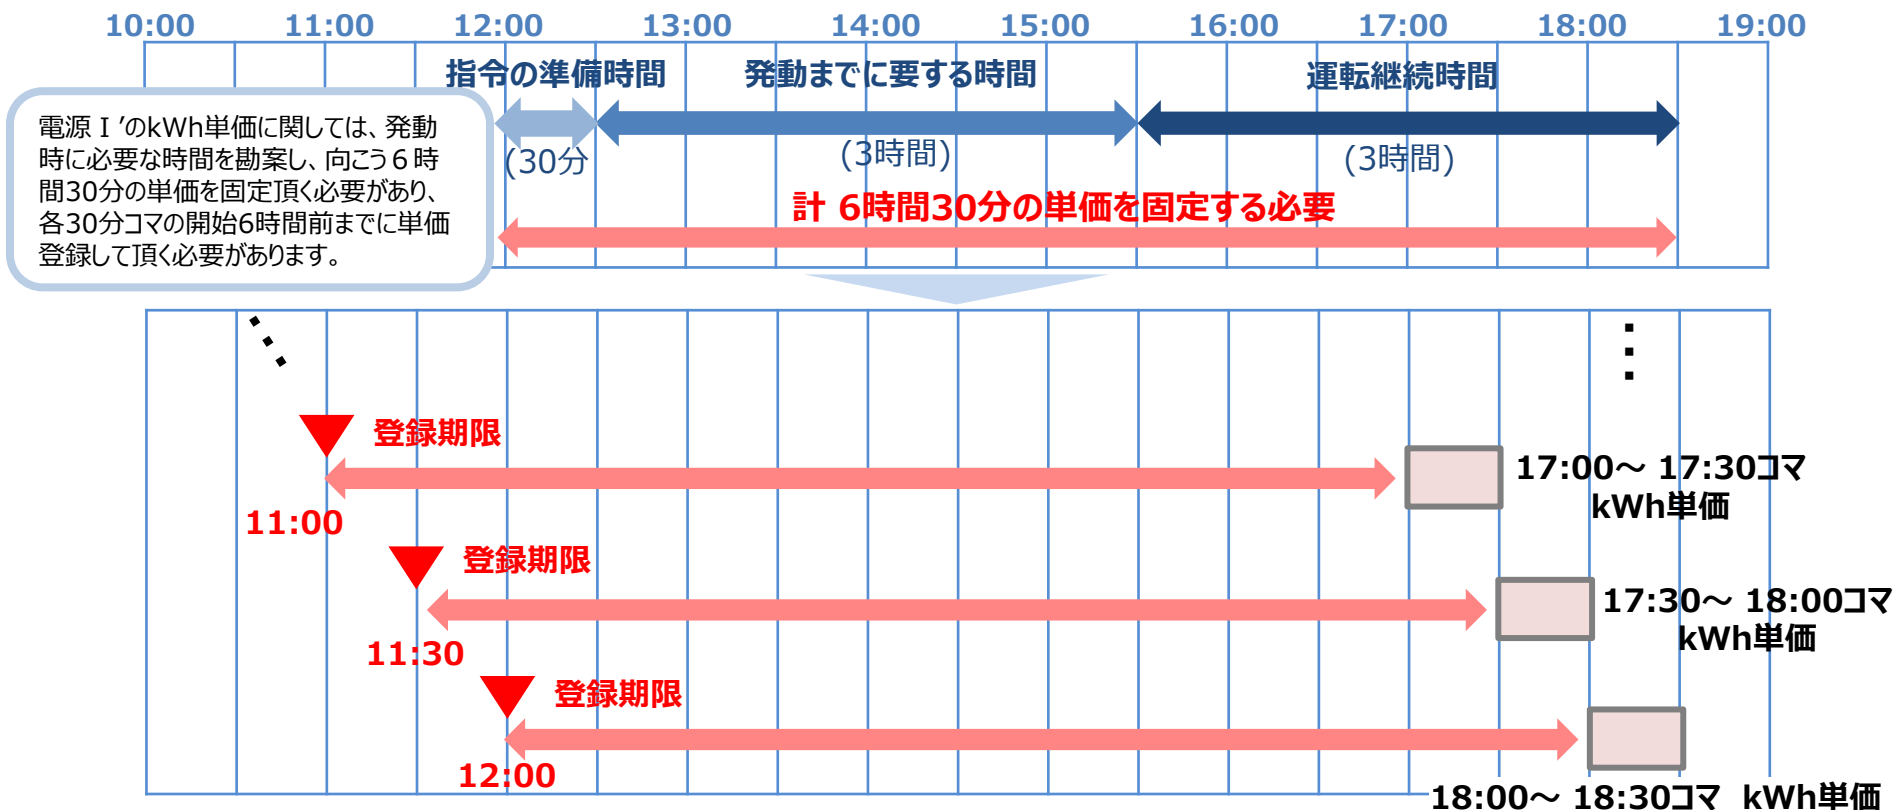 10:00 11:00 12:00 13:00 14:00 15:00 16:00 17:00 18:00 19:00
指令の準備時間 発動までに要する時間 運転継続時間
電源Ⅰ’のkWh単価に関しては、発動
時に必要な時間を勘案し、向こう6時
間30分の単価を固定頂く必要があり、
各30分コマの開始6時間前までに単価
登録して頂く必要があります。
(30分 (3時間) (3時間)
計 6時間30分の単価を固定する必要
登録期限
11:00
17:00~ 17:30コマ
kWh単価
登録期限
11:30
17:30~ 18:00コマ
kWh単価
登録期限
12:00
18:00~ 18:30コマ kWh単価